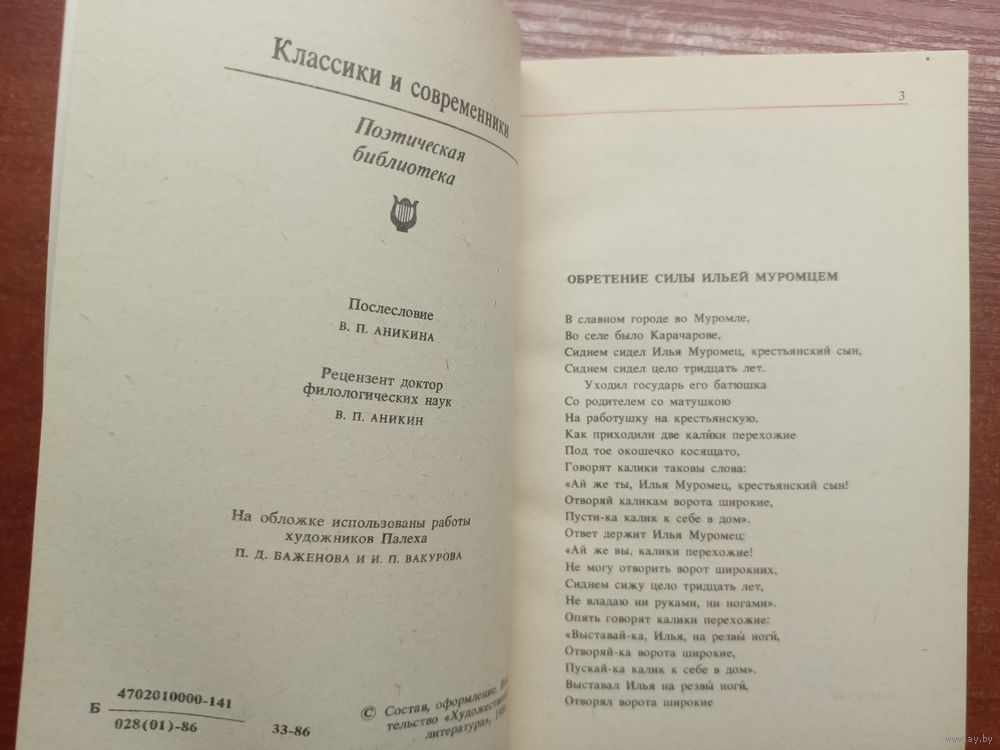 Классики и современники
Поэтическая
библиотека
Послесловие
В. П. АНИКИНА
Рецензент доктор
филологических наук
В. П. АНИКИН
На обложке использованы работы
художников Палеха
П. Д. БАЖЕНОВА И И. П. ВАКУРОВА
Б 4702010000-141
028(01)-86
33-86
© Состав, оформление.
тельство
литература»,
3
ОБРЕТЕНИЕ СИЛЫ ИЛЬЕЙ МУРОМЦЕМ
В славном городе во Муромле,
Во селе было Карачарове,
Сиднем сидел Илья Муромец, крестьянский сын,
Сиднем сидел цело тридцать лет.
Уходил государь его батюшка
Со родителем со матушкою
На работушку на крестьянскую.
Как приходили две кали́ки перехожие
Под тое окошечко косящато,
Говорят калики таковы слова:
«Ай же ты, Илья Муромец, крестьянский сын!
Отворяй каликам ворота широкие,
Пусти-ка калик к себе в дом».
Ответ держит Илья Муромец:
«Ай же вы, калики перехожие!
Не могу отворить ворот широкиих,
Сиднем сижу цело тридцать лет,
Не владаю ни руками, ни ногами».
Опять говорят калики перехожие:
«Выставай-ка, Илья, на резвы́ ноги́,
Отворяй-ка ворота широкие,
Пускай-ка калик к себе в дом».
Выставал Илья на резвы́ ноги́,
Отворял ворота широкие
www.ay.by